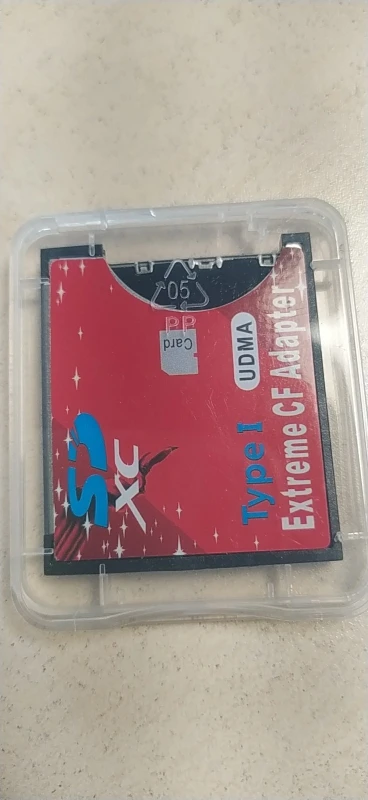 SD
XC
Type I
UDMA
Extreme CF Adapter
Card
05
PP